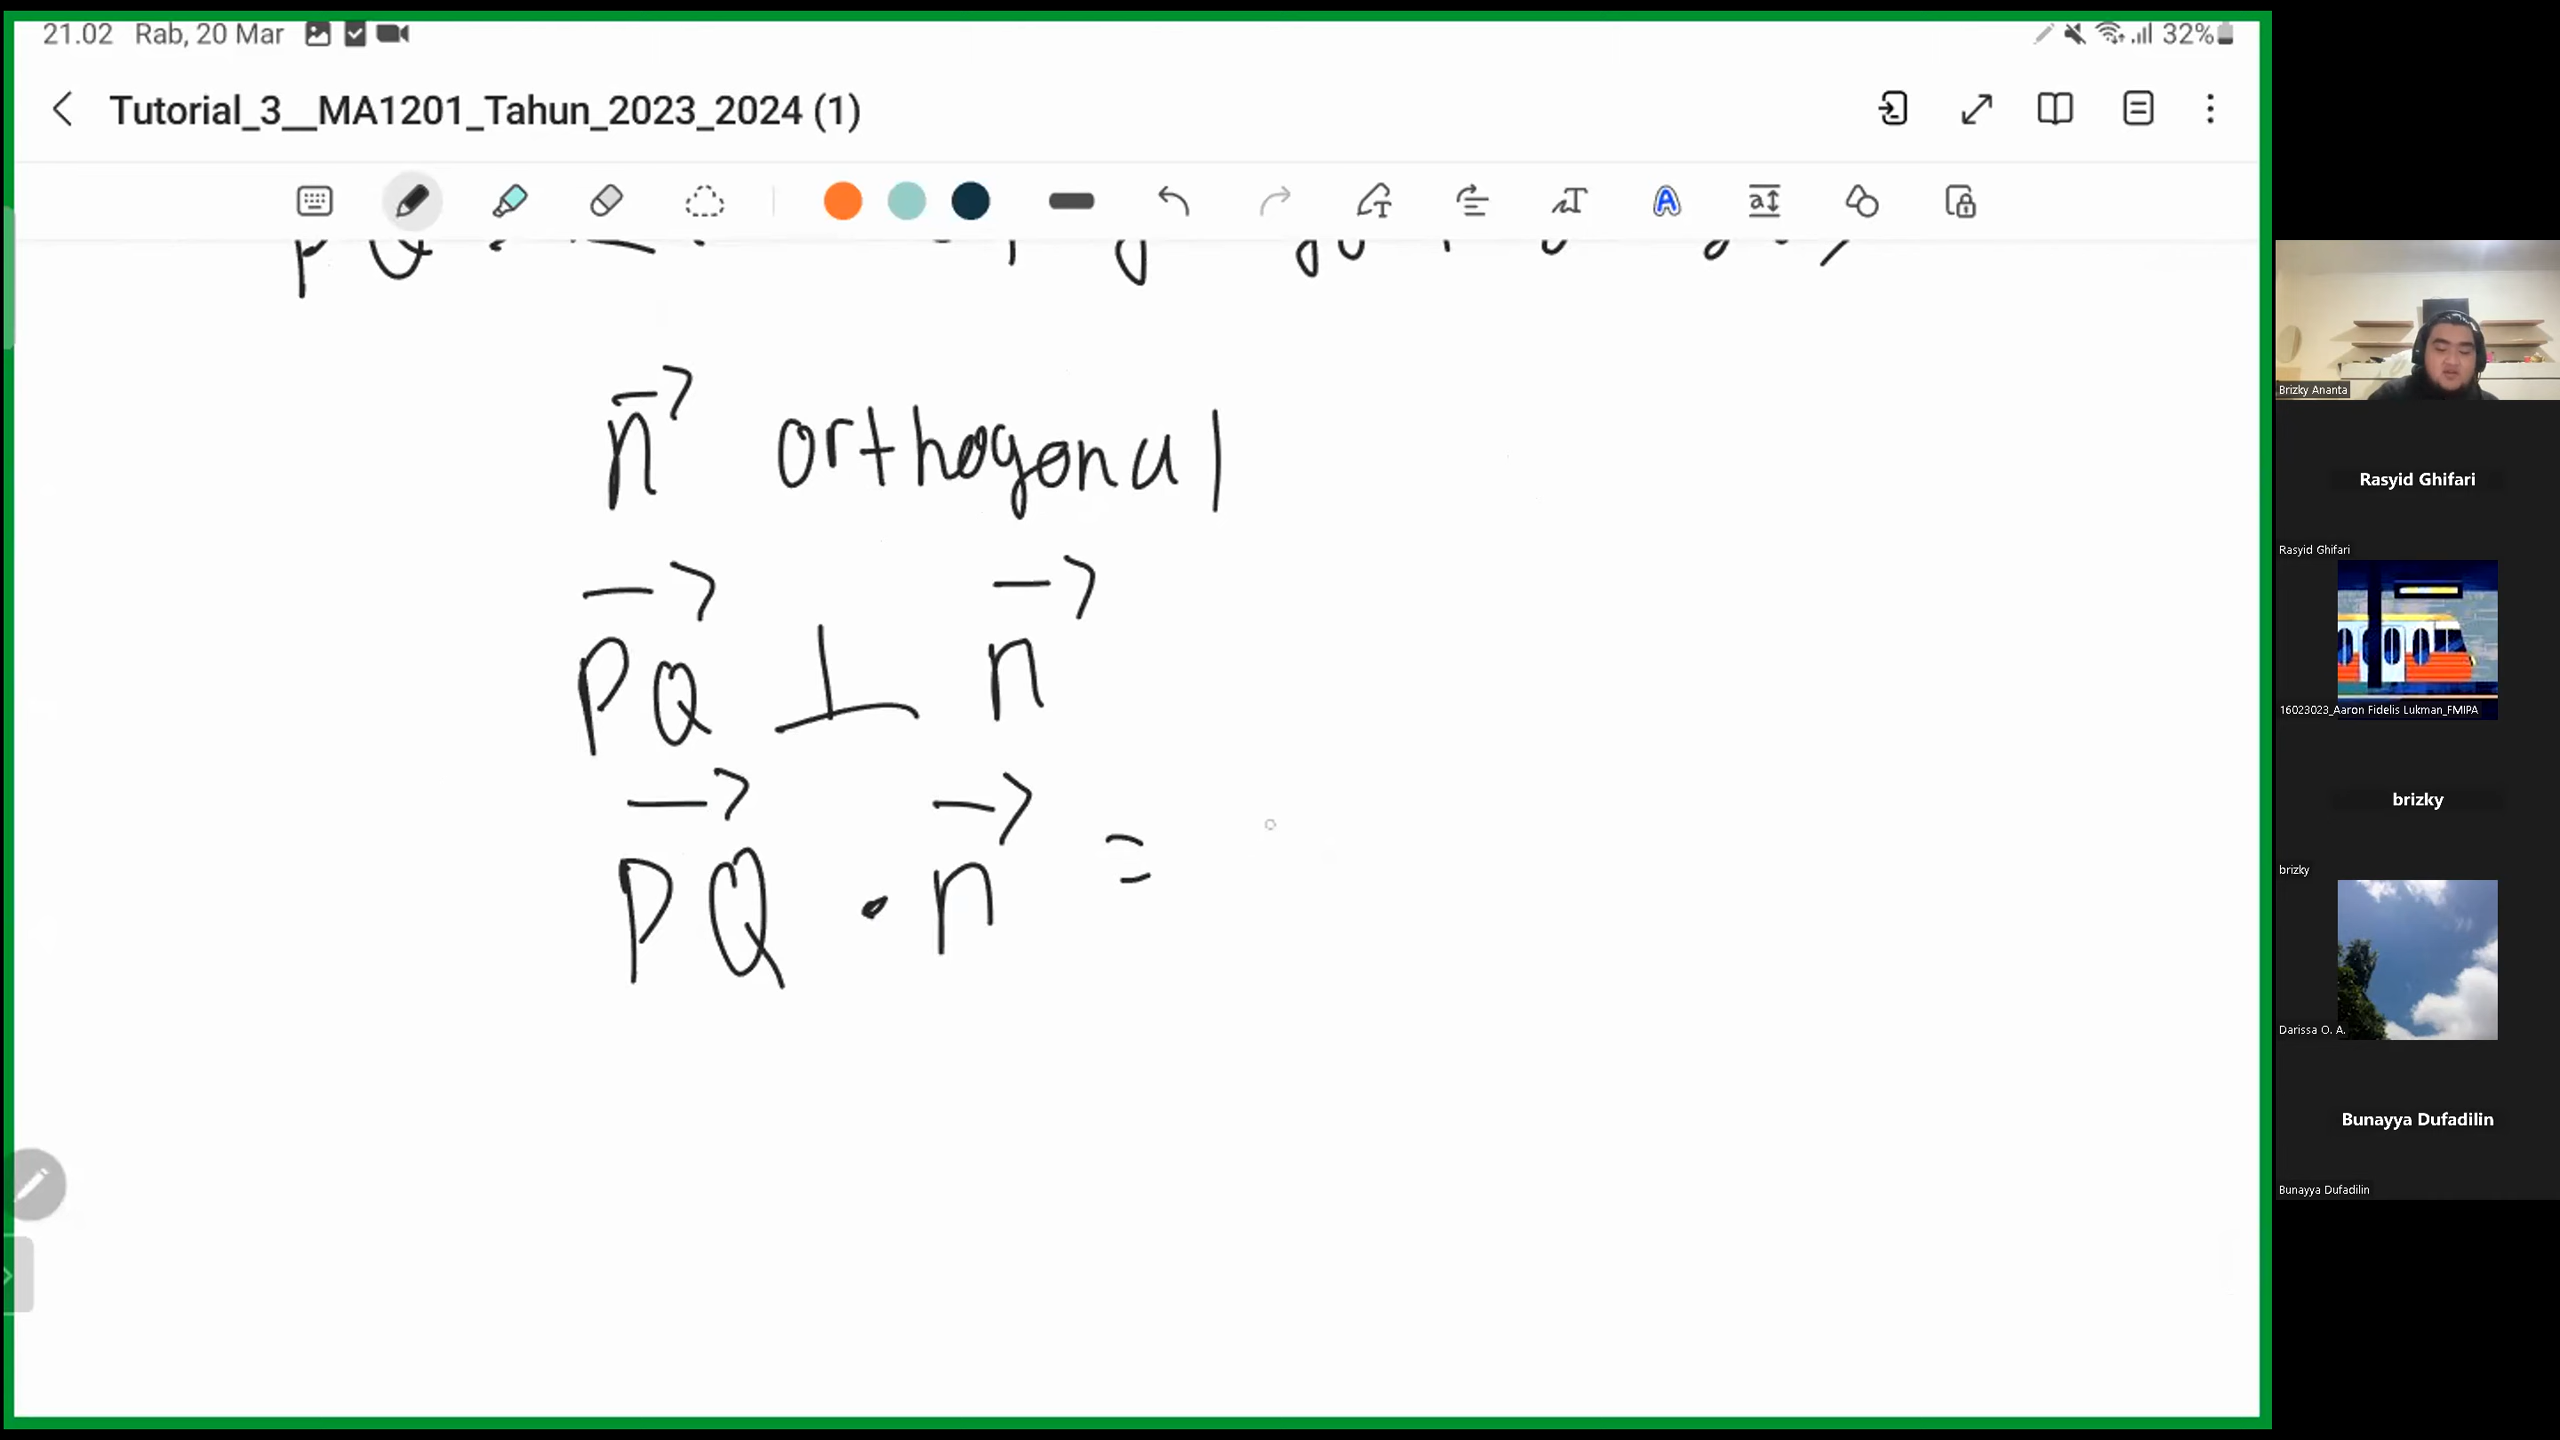 21.02 Rab, 20 Mar 32%
Tutorial_3__MA1201_Tahun_2023_2024 (1)
PQ
n⃗ orthogonal
PQ⃗ ⊥ n⃗
PQ⃗ · n⃗ =
Brizky Ananta
Rasyid Ghifari
Rasyid Ghifari
16023023_Aaron Fidelis Lukman_FMIPA
brizky
brizky
Darissa O. A.
Bunayya Dufadilin
Bunayya Dufadilin